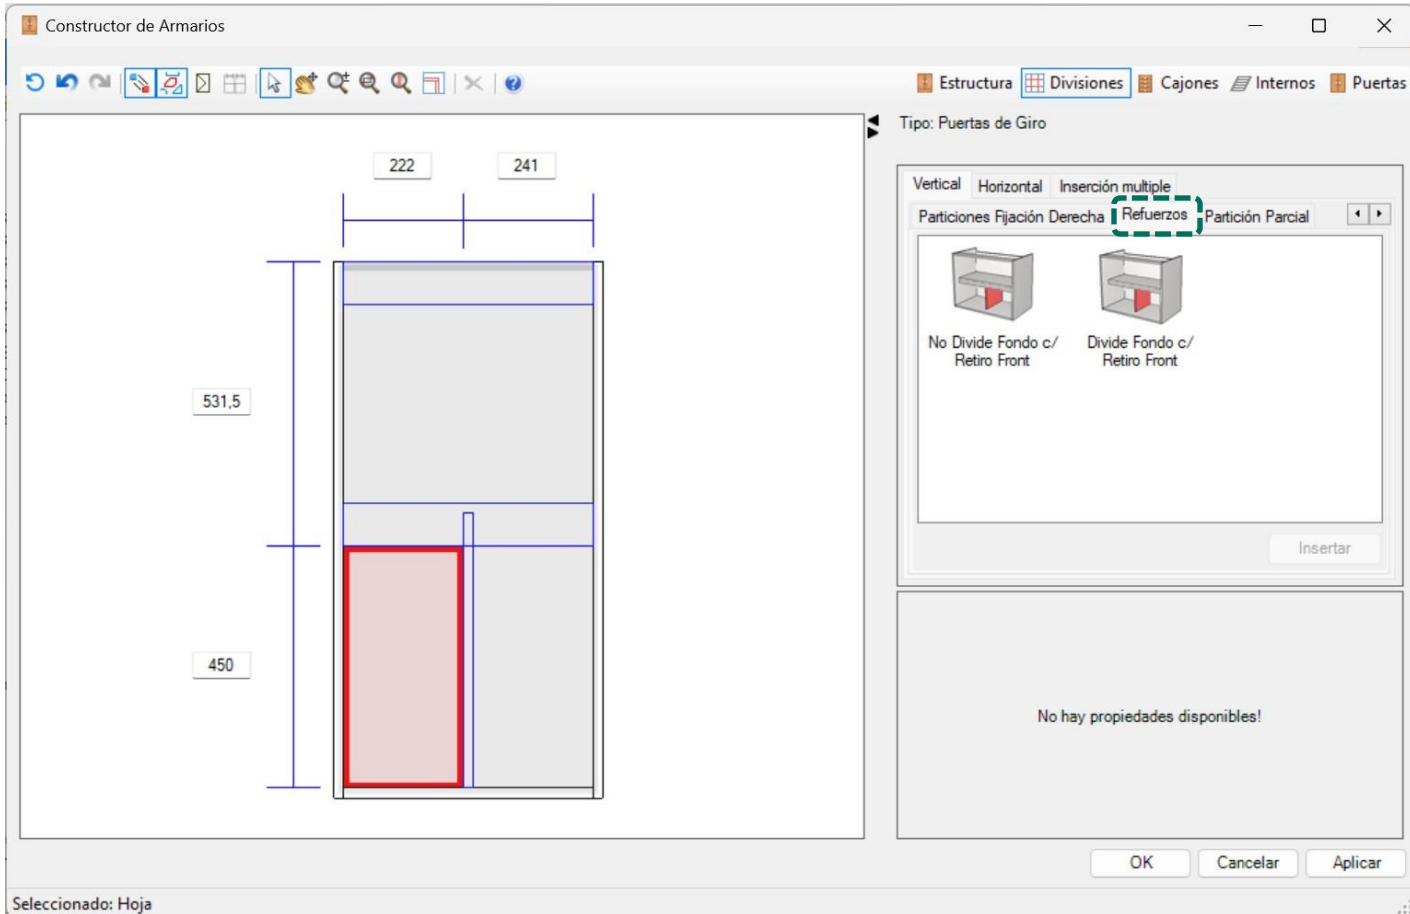 Constructor de Armarios
Estructura Divisiones Cajones Internos Puertas
Tipo: Puertas de Giro
222 241
Vertical Horizontal Inserción multiple
Particiones Fijación Derecha Refuerzos Partición Parcial
No Divide Fondo c/
Retiro Front
Divide Fondo c/
Retiro Front
531,5
Insertar
450
No hay propiedades disponibles!
OK Cancelar Aplicar
Seleccionado: Hoja